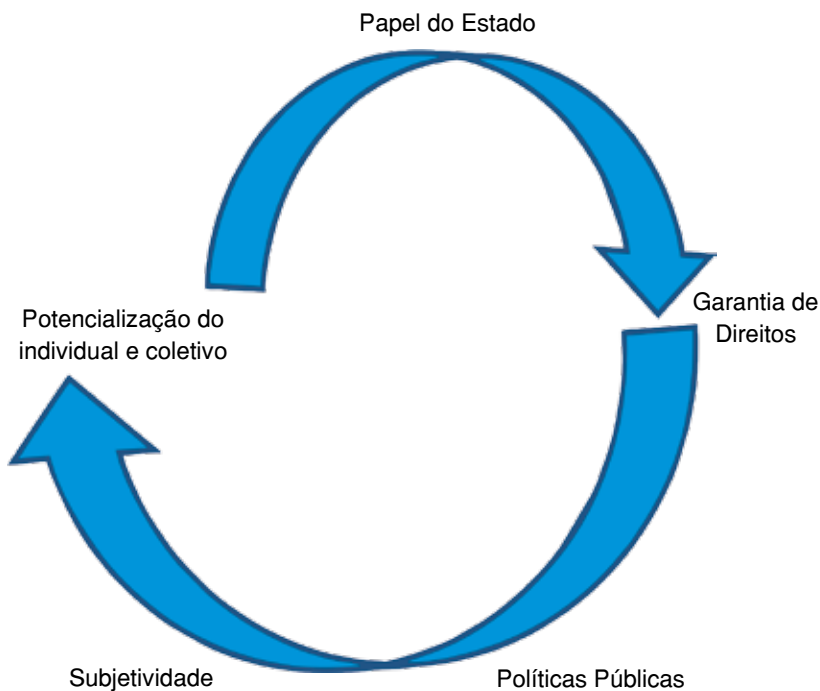 Papel do Estado
Garantia de
Direitos
Potencialização do
individual e coletivo
Subjetividade
Políticas Públicas